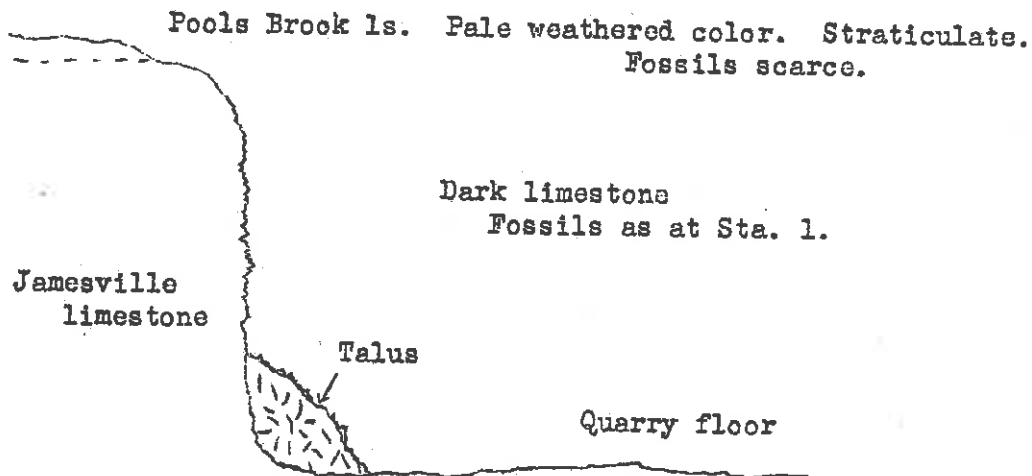 Pools Brook ls. Pale weathered color. Straticulate.
Fossils scarce.
Dark limestone
Fossils as at Sta. 1.
Jamesville
limestone
Talus
Quarry floor